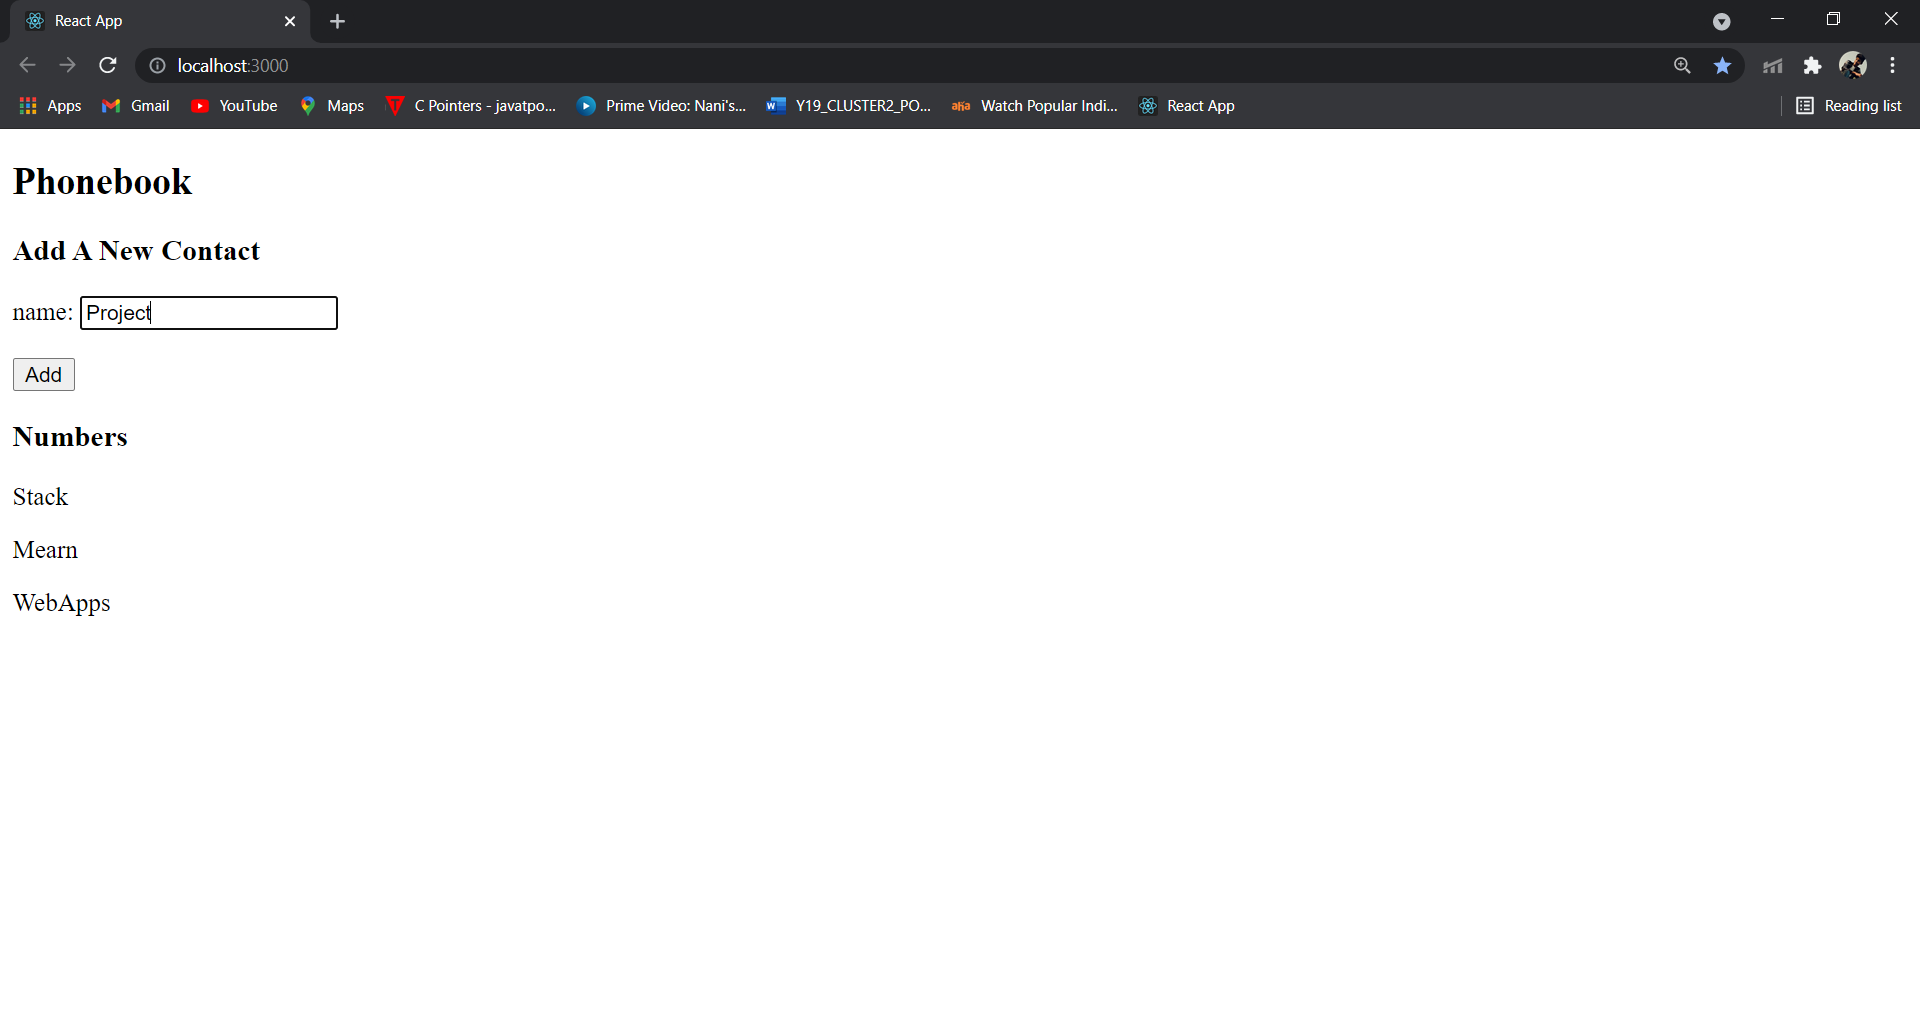 React App
localhost:3000
Apps Gmail YouTube Maps C Pointers - javatpo... Prime Video: Nani's... Y19_CLUSTER2_PO... aha Watch Popular Indi... React App Reading list
Phonebook
Add A New Contact
name: Project
Add
Numbers
Stack
Mearn
WebApps